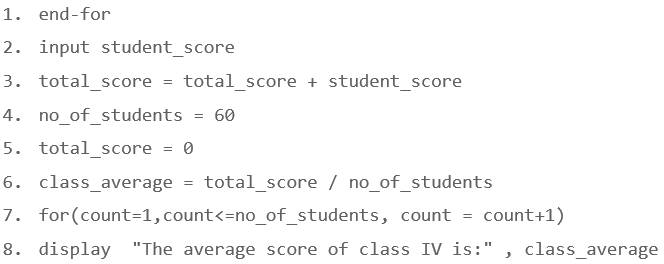 1. end-for
2. input student_score
3. total_score = total_score + student_score
4. no_of_students = 60
5. total_score = 0
6. class_average = total_score / no_of_students
7. for(count=1,count<=no_of_students, count = count+1)
8. display  "The average score of class IV is:" , class_average